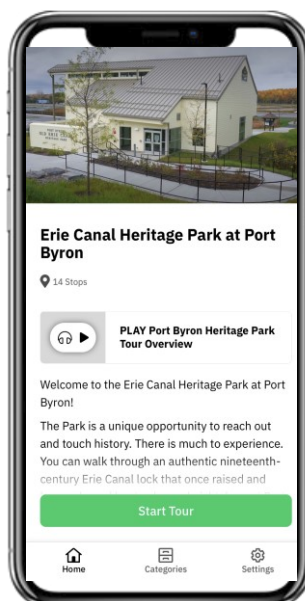 OLD ERIE CANAL
Erie Canal Heritage Park at Port
Byron
14 Stops
PLAY Port Byron Heritage Park
Tour Overview
Welcome to the Erie Canal Heritage Park at Port
Byron!
The Park is a unique opportunity to reach out
and touch history. There is much to experience.
You can walk through an authentic nineteenth-
century Erie Canal lock that once raised and
Start Tour
Home
Categories
Settings